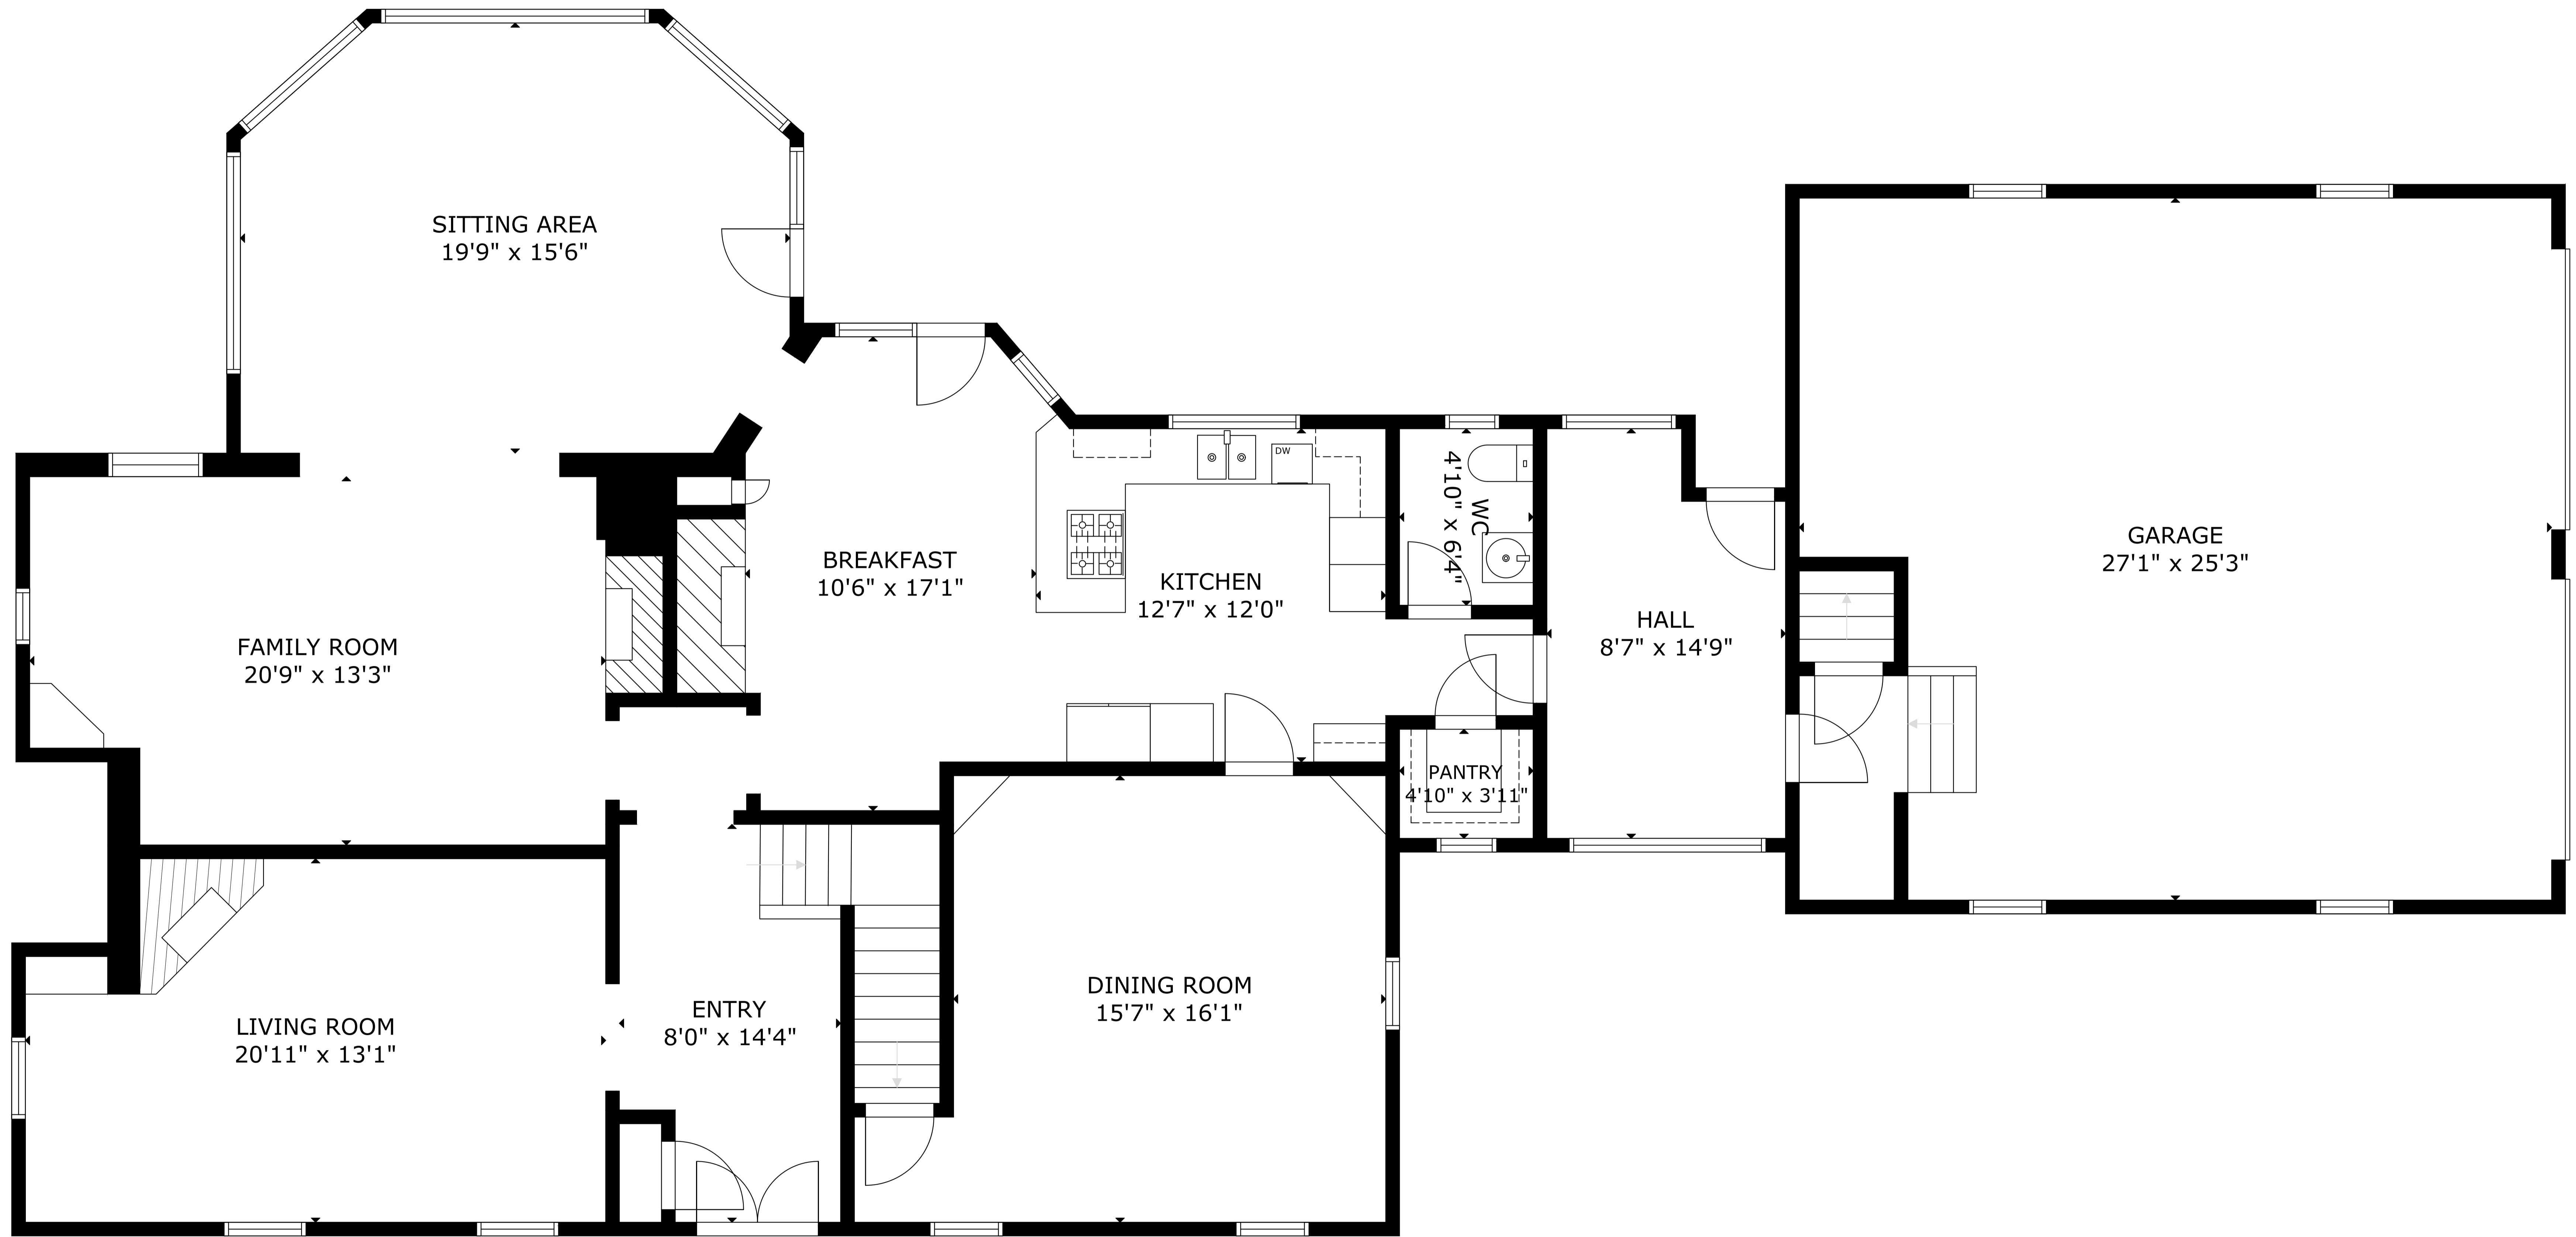 SITTING AREA
19'9" x 15'6"
GARAGE
27'1" x 25'3"
DW
WC
4'10" x 6'4"
BREAKFAST
10'6" x 17'1"
KITCHEN
12'7" x 12'0"
HALL
8'7" x 14'9"
FAMILY ROOM
20'9" x 13'3"
PANTRY
4'10" x 3'11"
DINING ROOM
15'7" x 16'1"
ENTRY
8'0" x 14'4"
LIVING ROOM
20'11" x 13'1"